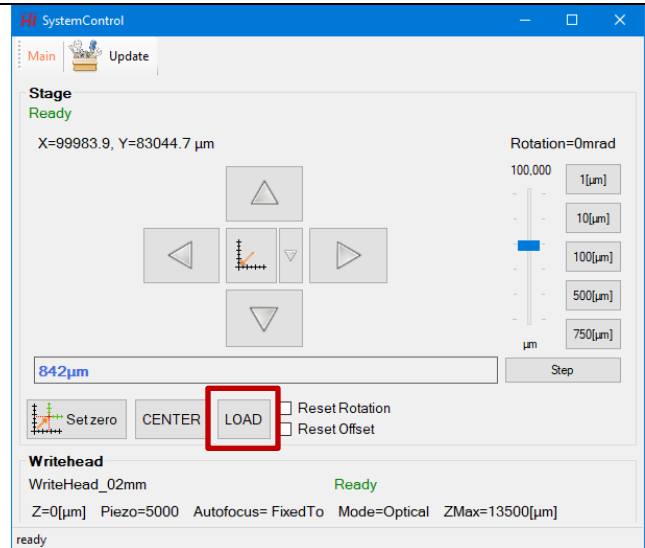 HI SystemControl
Main Update
Stage
Ready
X=99983.9, Y=83044.7 µm
Rotation=0mrad
100,000
1[µm]
10[µm]
100[µm]
500[µm]
750[µm]
µm
842µm
Step
Set zero CENTER LOAD
Reset Rotation
Reset Offset
Writehead
WriteHead_02mm Ready
Z=0[µm] Piezo=5000 Autofocus= FixedTo Mode=Optical ZMax=13500[µm]
ready